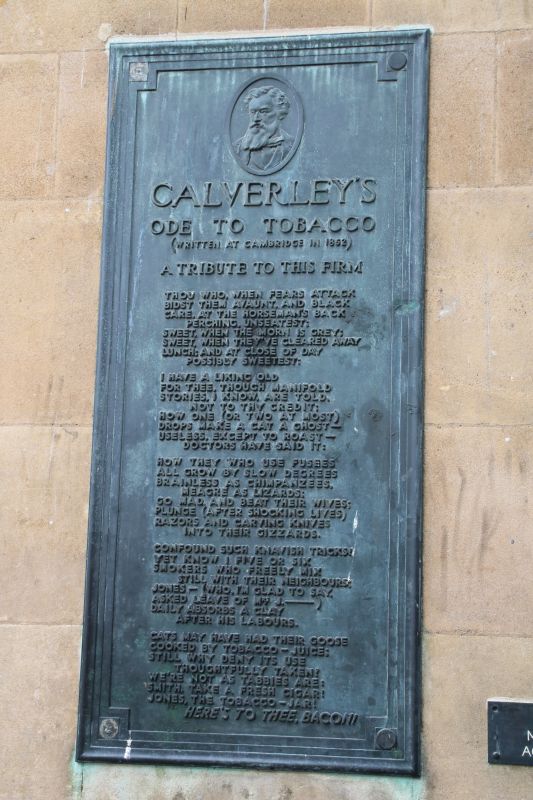 CALVERLEY'S
ODE TO TOBACCO
(WRITTEN AT CAMBRIDGE IN 1862)
A TRIBUTE TO THIS FIRM
THOU WHO, WHEN FEARS ATTACK
BIDST THEM AVAUNT, AND BLACK
CARE, AT THE HORSEMAN'S BACK
PERCHING, UNSEATEST;
SWEET, WHEN THE MORN IS GREY;
SWEET, WHEN THEY'VE CLEARED AWAY
LUNCH; AND AT CLOSE OF DAY
POSSIBLY SWEETEST:
I HAVE A LIKING OLD
FOR THEE, THOUGH MANIFOLD
STORIES, I KNOW, ARE TOLD,
NOT TO THY CREDIT;
HOW ONE (OR TWO AT MOST)
DROPS MAKE A CAT A GHOST—
USELESS, EXCEPT TO ROAST—
DOCTORS HAVE SAID IT:
HOW THEY WHO USE FUSEES
ALL GROW BY SLOW DEGREES
BRAINLESS AS CHIMPANZEES,
MEAGRE AS LIZARDS;
GO MAD, AND BEAT THEIR WIVES;
PLUNGE (AFTER SHOCKING LIVES)
RAZORS AND CARVING KNIVES
INTO THEIR GIZZARDS.
CONFOUND SUCH KNAVISH TRICKS!
YET KNOW I FIVE OR SIX
SMOKERS WHO FREELY MIX
STILL WITH THEIR NEIGHBOURS;
JONES—(WHO, I'M GLAD TO SAY,
ASKED LEAVE OF MRS J.—)
DAILY ABSORBS A CLAY
AFTER HIS LABOURS.
CATS MAY HAVE HAD THEIR GOOSE
COOKED BY TOBACCO-JUICE;
STILL WHY DENY ITS USE
THOUGHTFULLY TAKEN?
WE'RE NOT AS TABBIES ARE:
SMITH, TAKE A FRESH CIGAR!
JONES, THE TOBACCO-JAR!
HERE'S TO THEE, BACON!